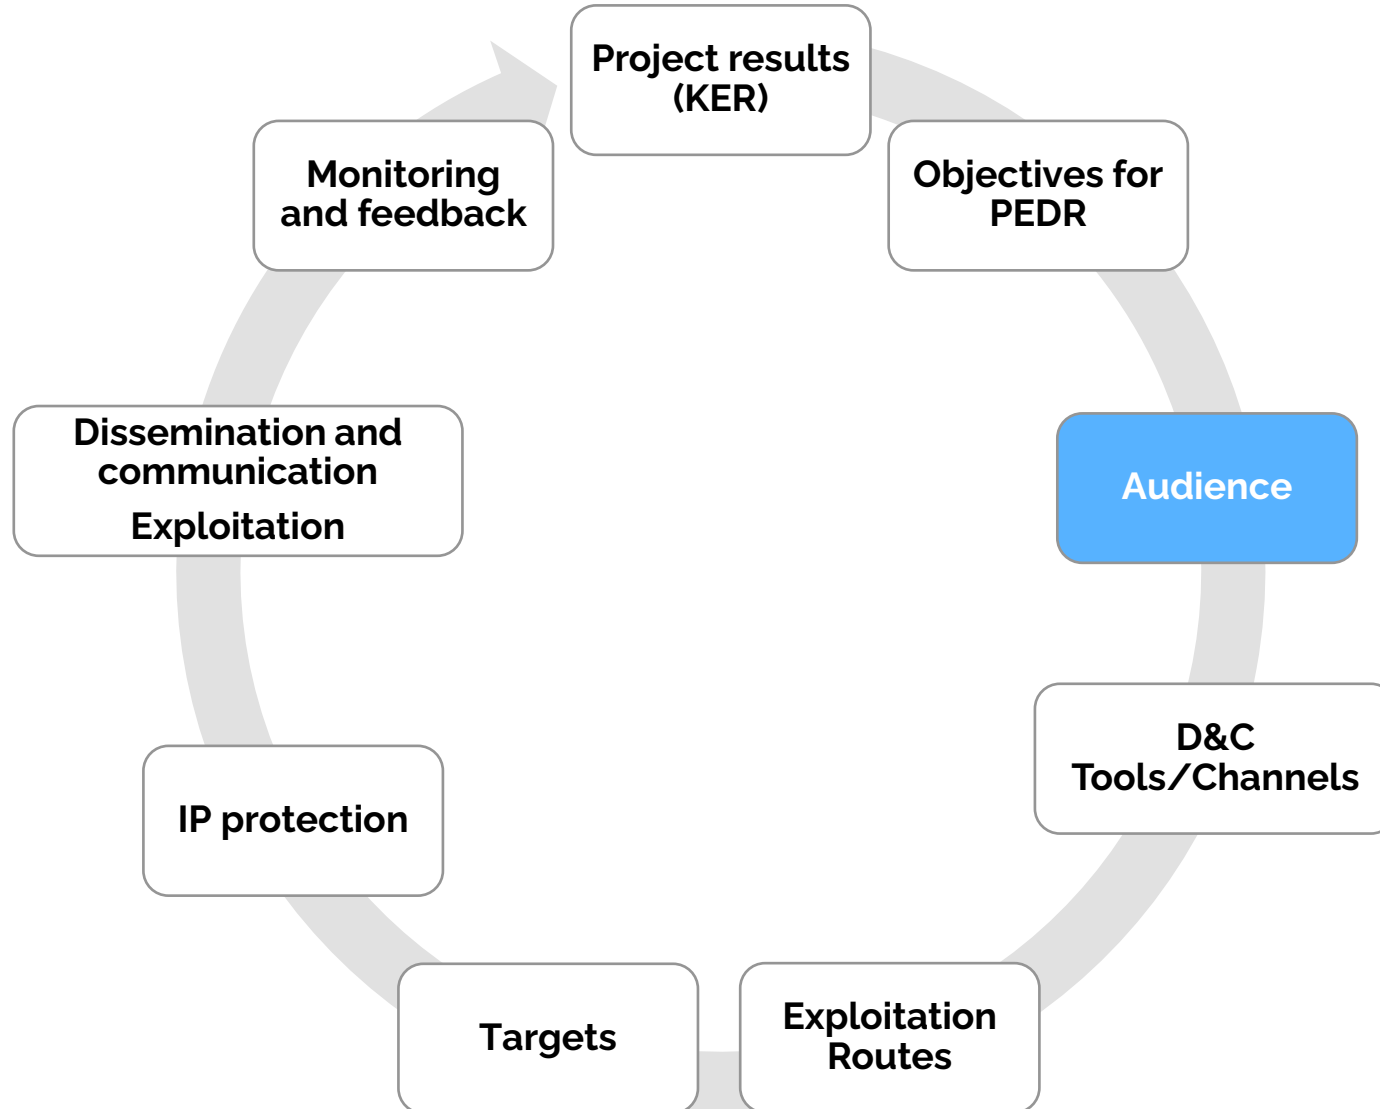 Project results
(KER)
Objectives for
PEDR
Audience
D&C
Tools/Channels
Exploitation
Routes
Targets
IP protection
Dissemination and
communication
Exploitation
Monitoring
and feedback